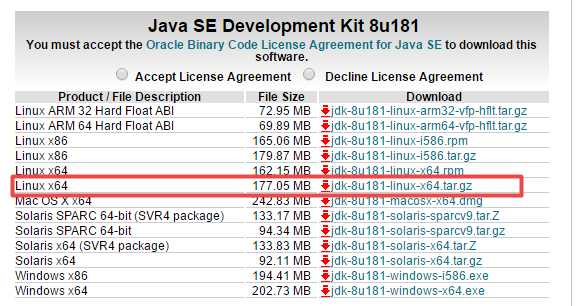 Java SE Development Kit 8u181
You must accept the Oracle Binary Code License Agreement for Java SE to download this
software.
Accept License Agreement Decline License Agreement
Product / File Description File Size Download
Linux ARM 32 Hard Float ABI 72.95 MB jdk-8u181-linux-arm32-vfp-hflt.tar.gz
Linux ARM 64 Hard Float ABI 69.89 MB jdk-8u181-linux-arm64-vfp-hflt.tar.gz
Linux x86 165.06 MB jdk-8u181-linux-i586.rpm
Linux x86 179.87 MB jdk-8u181-linux-i586.tar.gz
Linux x64 162.15 MB jdk-8u181-linux-x64.rpm
Linux x64 177.05 MB jdk-8u181-linux-x64.tar.gz
Mac OS X x64 242.83 MB jdk-8u181-macosx-x64.dmg
Solaris SPARC 64-bit (SVR4 package) 133.17 MB jdk-8u181-solaris-sparcv9.tar.Z
Solaris SPARC 64-bit 94.34 MB jdk-8u181-solaris-sparcv9.tar.gz
Solaris x64 (SVR4 package) 133.83 MB jdk-8u181-solaris-x64.tar.Z
Solaris x64 92.11 MB jdk-8u181-solaris-x64.tar.gz
Windows x86 194.41 MB jdk-8u181-windows-i586.exe
Windows x64 202.73 MB jdk-8u181-windows-x64.exe